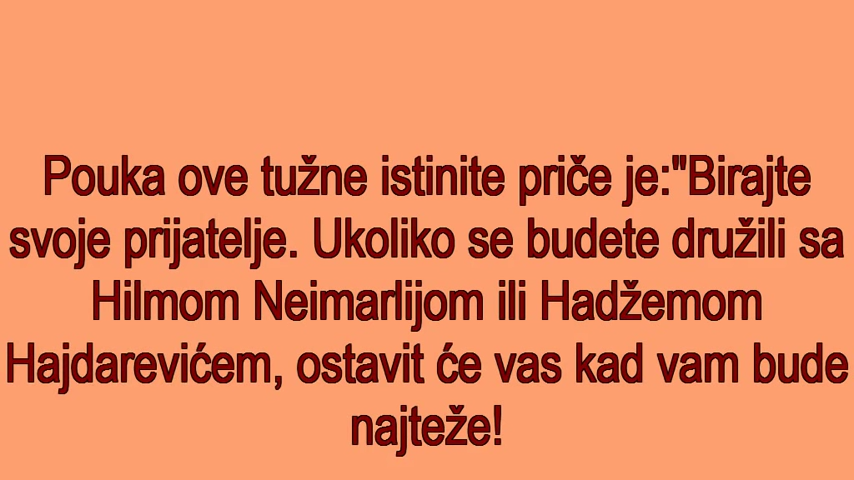 Pouka ove tužne istinite priče je:"Birajte
svoje prijatelje. Ukoliko se budete družili sa
Hilmom Neimarlijom ili Hadžemom
Hajdarevićem, ostavit će vas kad vam bude
najteže!